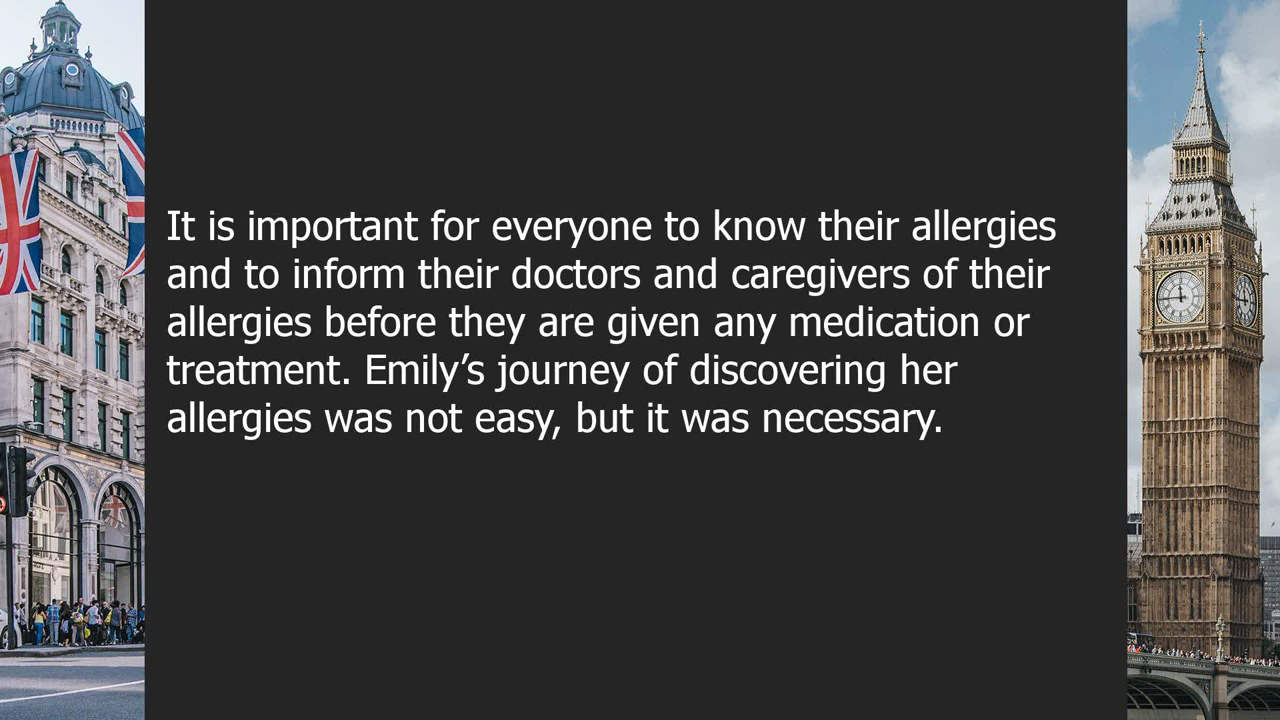 It is important for everyone to know their allergies
and to inform their doctors and caregivers of their
allergies before they are given any medication or
treatment. Emily’s journey of discovering her
allergies was not easy, but it was necessary.